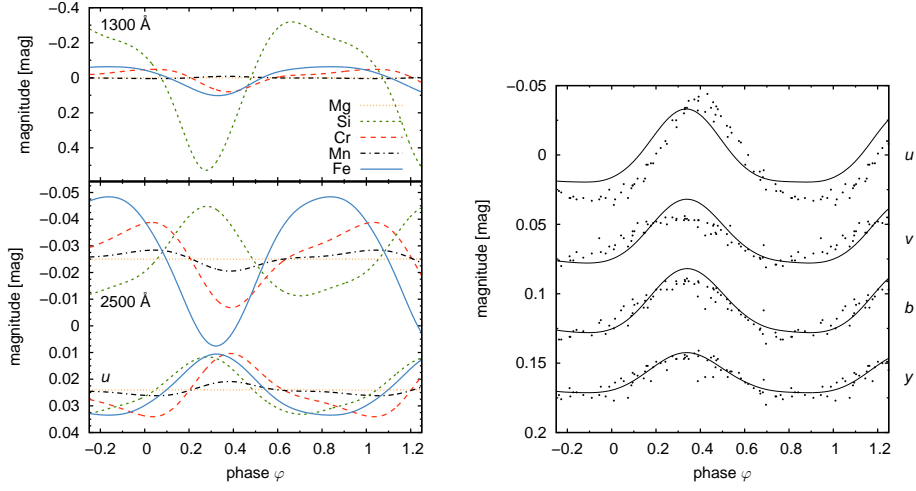 1300 Å
magnitude [mag]
−0.4
−0.2
0
0.2
0.4
Mg
Si
Cr
Mn
Fe
magnitude [mag]
−0.05
−0.04
−0.03
−0.02
−0.01
0
0.01
0.02
0.03
0.04
2500 Å
u
−0.2 0 0.2 0.4 0.6 0.8 1 1.2
phase φ
magnitude [mag]
−0.05
0
0.05
0.1
0.15
0.2
u
v
b
y
−0.2 0 0.2 0.4 0.6 0.8 1 1.2
phase φ